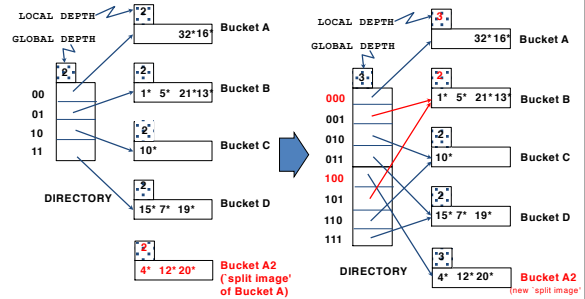 LOCAL DEPTH
GLOBAL DEPTH
2
32* 16*
Bucket A
2
00
01
10
11
2
1* 5* 21* 13*
Bucket B
2
10*
Bucket C
DIRECTORY
2
15* 7* 19*
Bucket D
2
4* 12* 20*
Bucket A2
(`split image'
of Bucket A)
LOCAL DEPTH
GLOBAL DEPTH
3
32* 16*
Bucket A
3
000
001
010
011
100
101
110
111
2
1* 5* 21* 13*
Bucket B
2
10*
Bucket C
2
15* 7* 19*
Bucket D
DIRECTORY
3
4* 12* 20*
Bucket A2
(new `split image'